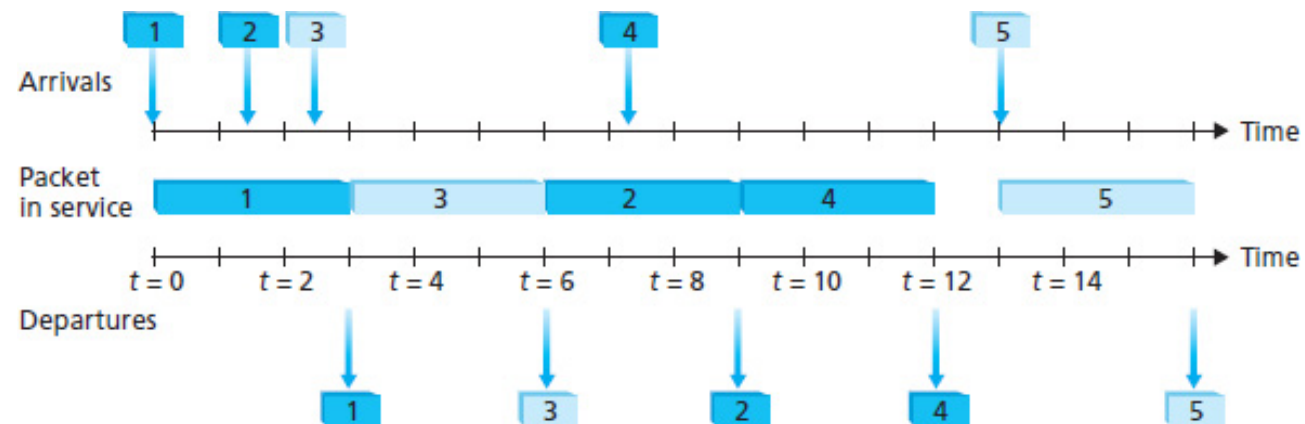 1 2 3 4 5
Arrivals
Time
Packet
in service
1 3 2 4 5
Time
t = 0 t = 2 t = 4 t = 6 t = 8 t = 10 t = 12 t = 14
Departures
1 3 2 4 5